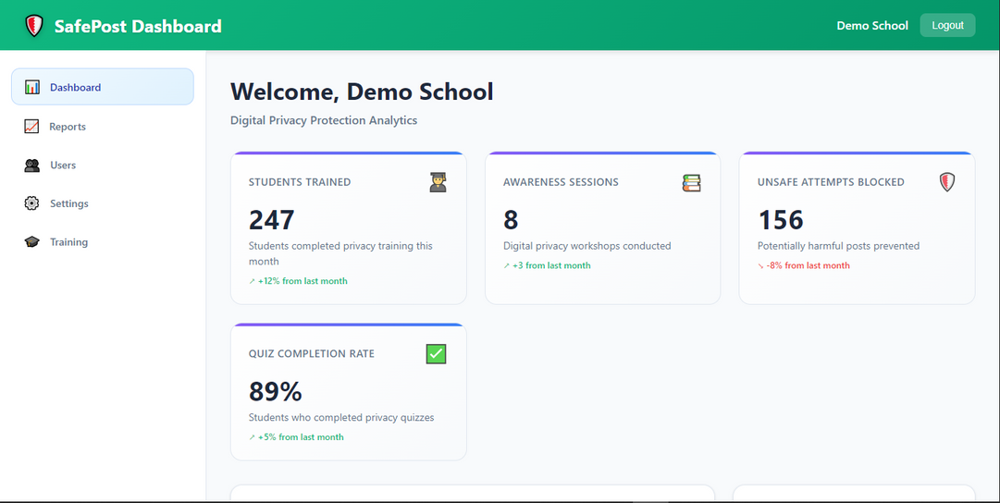 SafePost Dashboard
Demo School
Logout
Dashboard
Reports
Users
Settings
Training
Welcome, Demo School
Digital Privacy Protection Analytics
STUDENTS TRAINED
247
Students completed privacy training this
month
↗ +12% from last month
AWARENESS SESSIONS
8
Digital privacy workshops conducted
↗ +3 from last month
UNSAFE ATTEMPTS BLOCKED
156
Potentially harmful posts prevented
↘ -8% from last month
QUIZ COMPLETION RATE
89%
Students who completed privacy quizzes
↗ +5% from last month